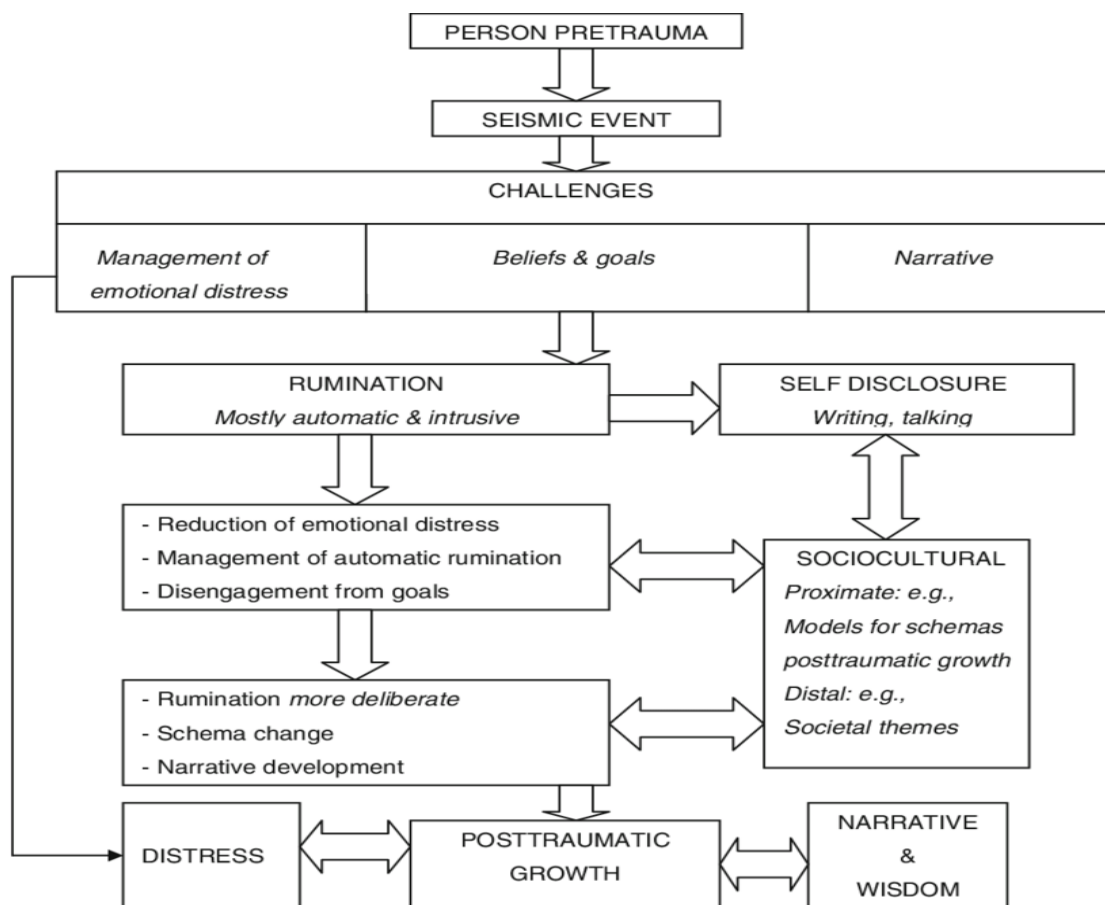 PERSON PRETRAUMA
SEISMIC EVENT
CHALLENGES
Management of
emotional distress
Beliefs & goals
Narrative
RUMINATION
Mostly automatic & intrusive
SELF DISCLOSURE
Writing, talking
- Reduction of emotional distress
- Management of automatic rumination
- Disengagement from goals
SOCIOCULTURAL
Proximate: e.g.,
Models for schemas
posttraumatic growth
Distal: e.g.,
Societal themes
- Rumination more deliberate
- Schema change
- Narrative development
DISTRESS
POSTTRAUMATIC
GROWTH
NARRATIVE
&
WISDOM